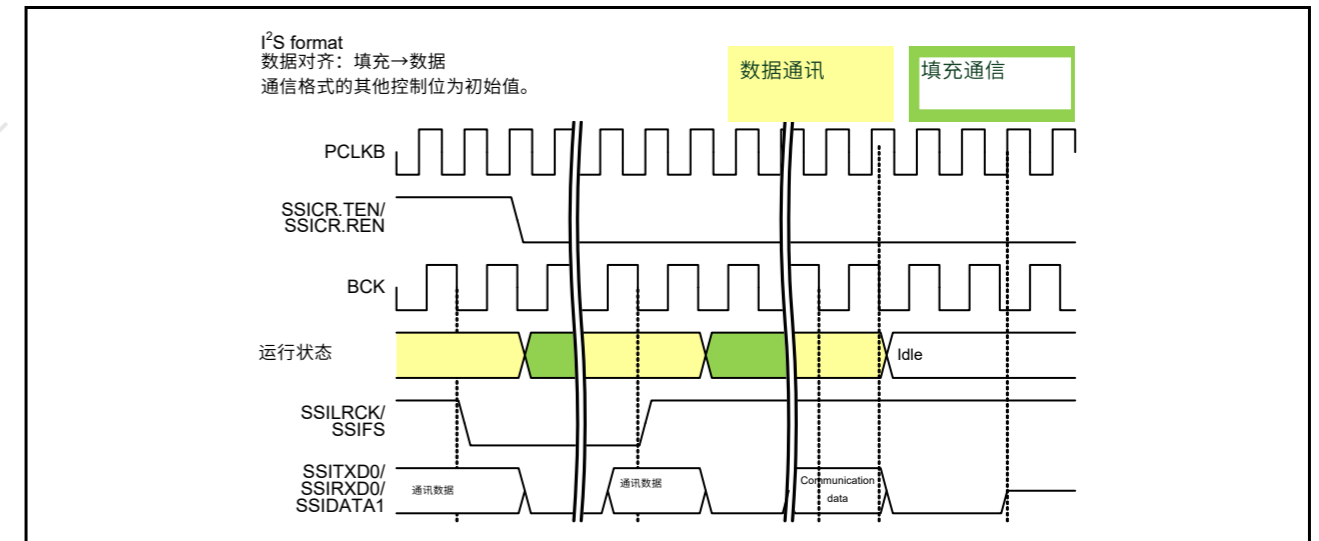 I²S format
数据对齐：填充→数据
通信格式的其他控制位为初始值。
数据通讯
填充通信
PCLKB
SSICR.TEN/
SSICR.REN
BCK
运行状态
Idle
SSILRCK/
SSIFS
SSITXD0/
SSIRXD0/
SSIDATA1
通讯数据
通讯数据
Communication
data